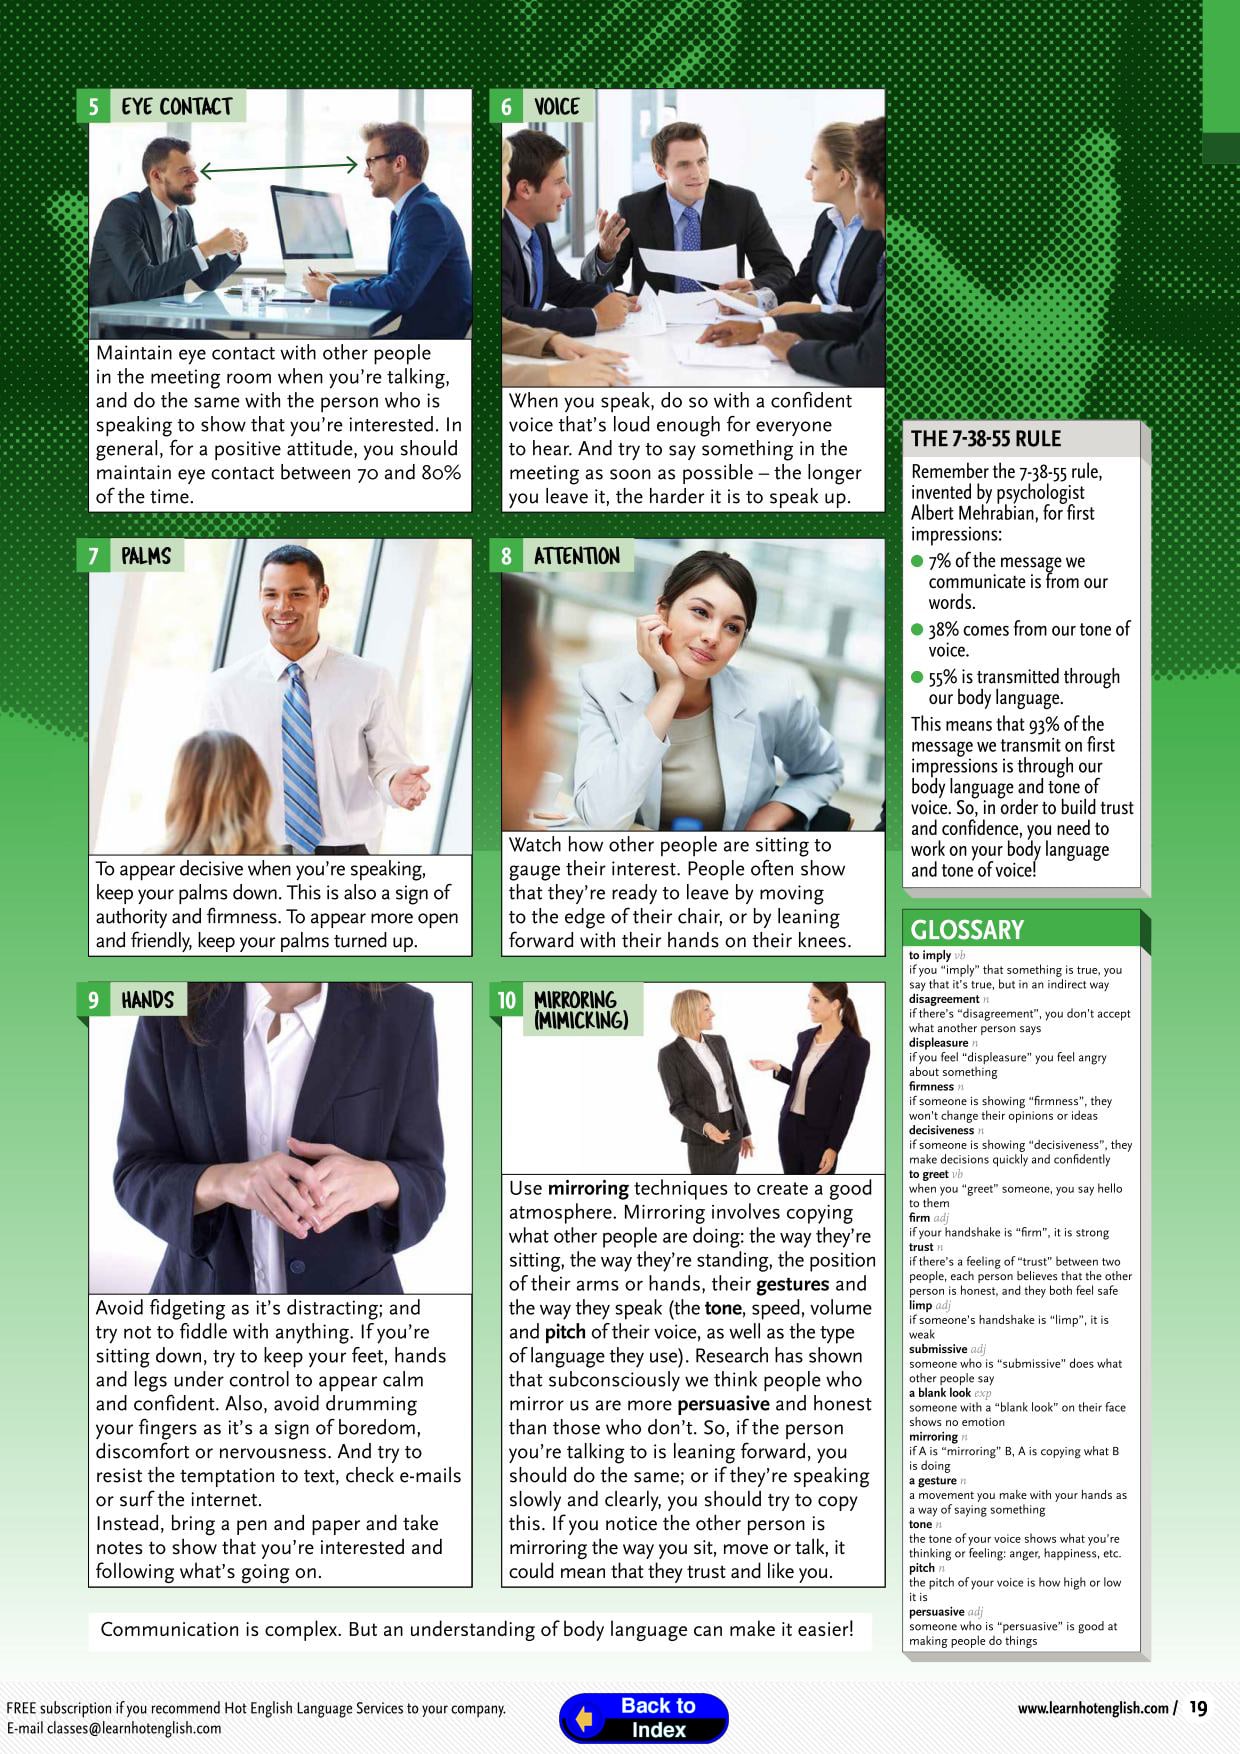 5 EYE CONTACT
Maintain eye contact with other people
in the meeting room when you're talking,
and do the same with the person who is
speaking to show that you're interested. In
general, for a positive attitude, you should
maintain eye contact between 70 and 80%
of the time.
6 VOICE
When you speak, do so with a confident
voice that's loud enough for everyone
to hear. And try to say something in the
meeting as soon as possible – the longer
you leave it, the harder it is to speak up.
7 PALMS
To appear decisive when you're speaking,
keep your palms down. This is also a sign of
authority and firmness. To appear more open
and friendly, keep your palms turned up.
8 ATTENTION
Watch how other people are sitting to
gauge their interest. People often show
that they're ready to leave by moving
to the edge of their chair, or by leaning
forward with their hands on their knees.
9 HANDS
Avoid fidgeting as it's distracting; and
try not to fiddle with anything. If you're
sitting down, try to keep your feet, hands
and legs under control to appear calm
and confident. Also, avoid drumming
your fingers as it's a sign of boredom,
discomfort or nervousness. And try to
resist the temptation to text, check e-mails
or surf the internet.
Instead, bring a pen and paper and take
notes to show that you're interested and
following what's going on.
10 MIRRORING
(MIMICKING)
Use mirroring techniques to create a good
atmosphere. Mirroring involves copying
what other people are doing: the way they're
sitting, the way they're standing, the position
of their arms or hands, their gestures and
the way they speak (the tone, speed, volume
and pitch of their voice, as well as the type
of language they use). Research has shown
that subconsciously we think people who
mirror us are more persuasive and honest
than those who don't. So, if the person
you're talking to is leaning forward, you
should do the same; or if they're speaking
slowly and clearly, you should try to copy
this. If you notice the other person is
mirroring the way you sit, move or talk, it
could mean that they trust and like you.
Communication is complex. But an understanding of body language can make it easier!
THE 7-38-55 RULE
Remember the 7-38-55 rule,
invented by psychologist
Albert Mehrabian, for first
impressions:
● 7% of the message we
communicate is from our
words.
● 38% comes from our tone of
voice.
● 55% is transmitted through
our body language.
This means that 93% of the
message we transmit on first
impressions is through our
body language and tone of
voice. So, in order to build trust
and confidence, you need to
work on your body language
and tone of voice!
GLOSSARY
to imply vb
if you “imply” that something is true, you
say that it's true, but in an indirect way
disagreement n
if there's “disagreement”, you don't accept
what another person says
displeasure n
if you feel “displeasure” you feel angry
about something
firmness n
if someone is showing “firmness”, they
won't change their opinions or ideas
decisiveness n
if someone is showing “decisiveness”, they
make decisions quickly and confidently
to greet vb
when you “greet” someone, you say hello
to them
firm adj
if your handshake is “firm”, it is strong
trust n
if there's a feeling of “trust” between two
people, each person believes that the other
person is honest, and they both feel safe
limp adj
if someone's handshake is “limp”, it is
weak
submissive adj
someone who is “submissive” does what
other people say
a blank look exp
someone with a “blank look” on their face
shows no emotion
mirroring n
if A is “mirroring” B, A is copying what B
is doing
a gesture n
a movement you make with your hands as
a way of saying something
tone n
the tone of your voice shows what you're
thinking or feeling: anger, happiness, etc.
pitch n
the pitch of your voice is how high or low
it is
persuasive adj
someone who is “persuasive” is good at
making people do things
FREE subscription if you recommend Hot English Language Services to your company.
E-mail classes@learnhotenglish.com
Back to
Index
www.learnhotenglish.com / 19